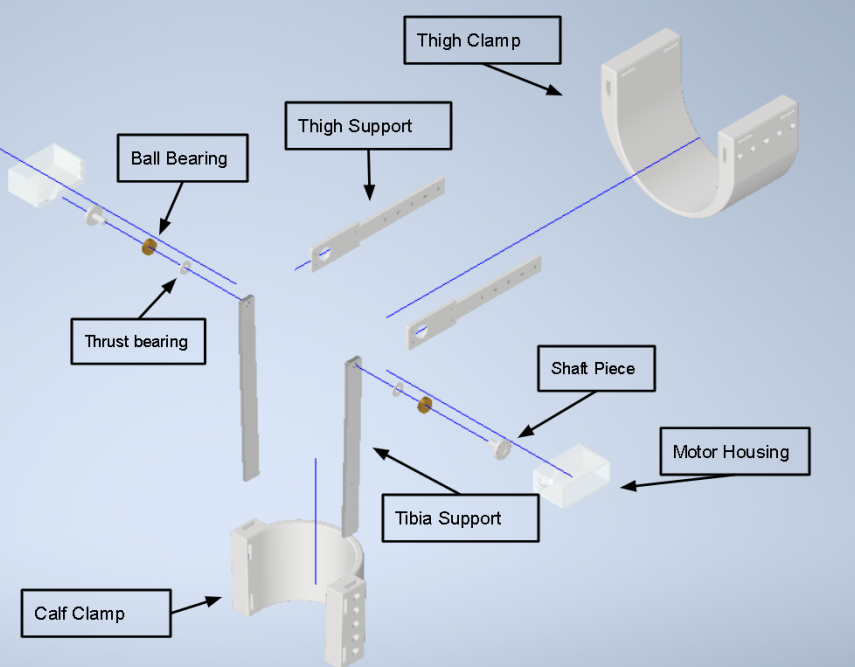 Thigh Clamp
Thigh Support
Ball Bearing
Thrust bearing
Shaft Piece
Motor Housing
Tibia Support
Calf Clamp